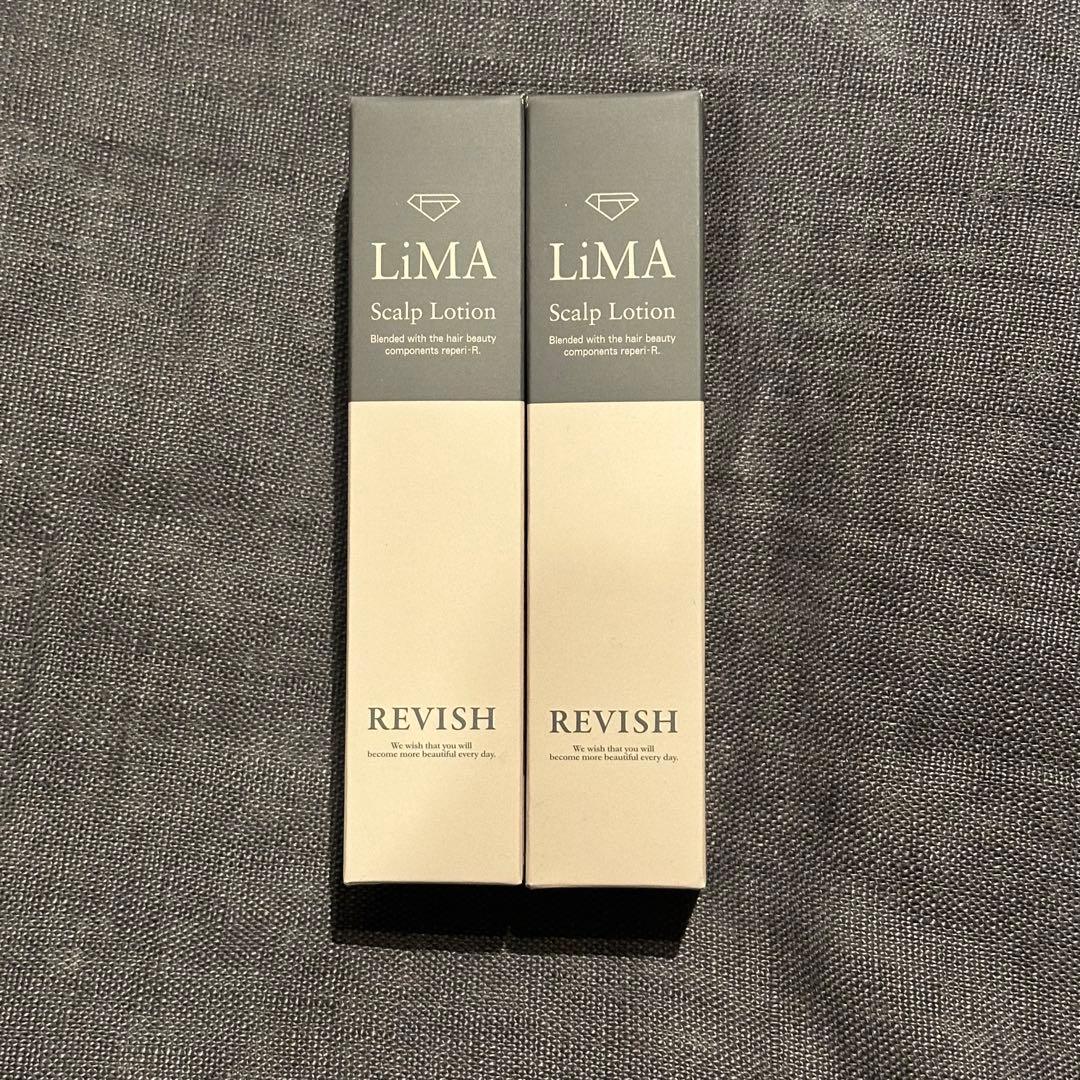 LiMA
Scalp Lotion
Blended with the hair beauty
components reperi-R.
REVISH
We wish that you will
become more beautiful every day.
LiMA
Scalp Lotion
Blended with the hair beauty
components reperi-R.
REVISH
We wish that you will
become more beautiful every day.